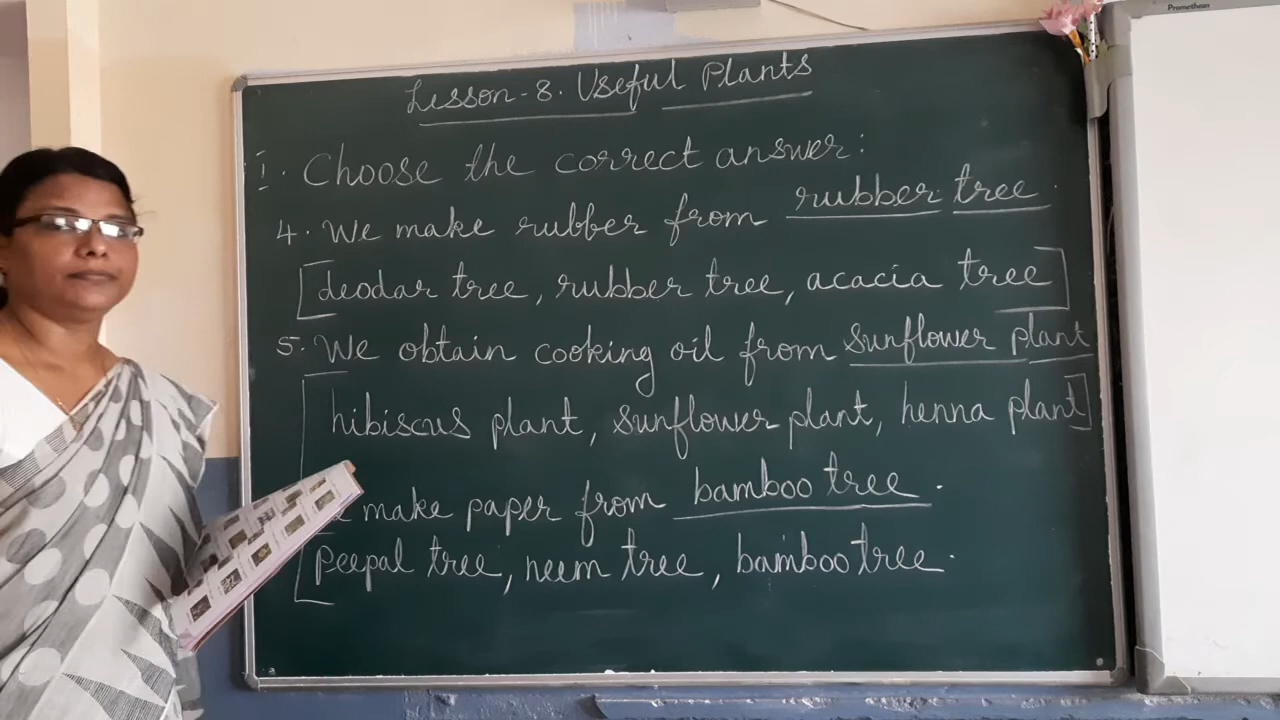 Promethean
Lesson-8. Useful Plants
I. Choose the correct answer:
4. We make rubber from rubber tree.
[deodar tree, rubber tree, acacia tree]
5. We obtain cooking oil from sunflower plant
[hibiscus plant, sunflower plant, henna plant]
make paper from bamboo tree.
[Peepal tree, neem tree, bamboo tree.